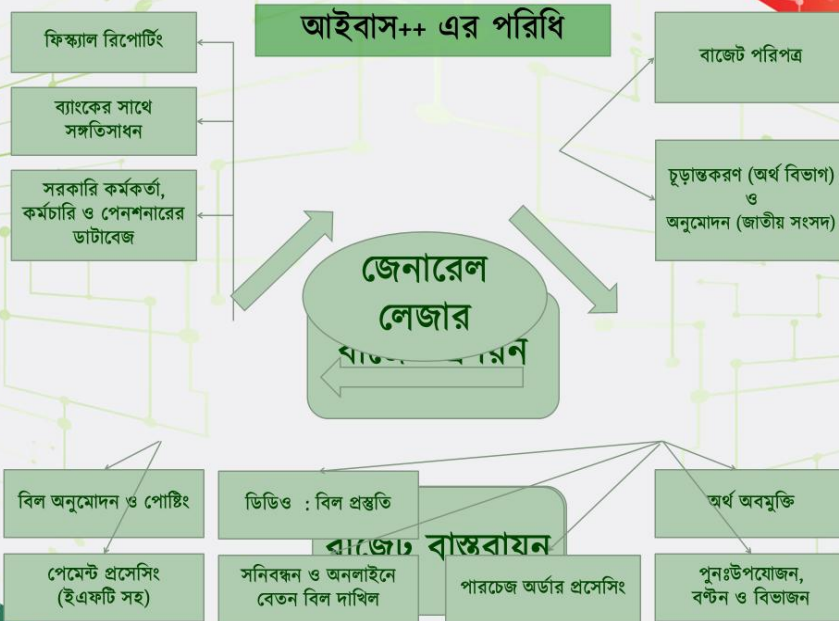 আইবাস++ এর পরিধি
ফিস্ক্যাল রিপোর্টিং
ব্যাংকের সাথে
সঙ্গতিসাধন
সরকারি কর্মকর্তা,
কর্মচারি ও পেনশনারের
ডাটাবেজ
বাজেট পরিপত্র
চূড়ান্তকরণ (অর্থ বিভাগ)
ও
অনুমোদন (জাতীয় সংসদ)
জেনারেল
লেজার
বিল অনুমোদন ও পোষ্টিং
পেমেন্ট প্রসেসিং
(ইএফটি সহ)
ডিডিও : বিল প্রস্তুতি
বাজেট বাস্তবায়ন
সনিবন্ধন ও অনলাইনে
বেতন বিল দাখিল
পারচেজ অর্ডার প্রসেসিং
অর্থ অবমুক্তি
পুনঃউপযোজন,
বণ্টন ও বিভাজন